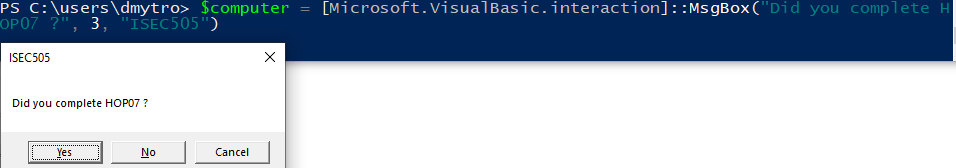 PS C:\users\dmytro> $computer = [Microsoft.VisualBasic.interaction]::MsgBox("Did you complete H
OP07 ?", 3, "ISEC505")
ISEC505
Did you complete HOP07 ?
Yes No Cancel